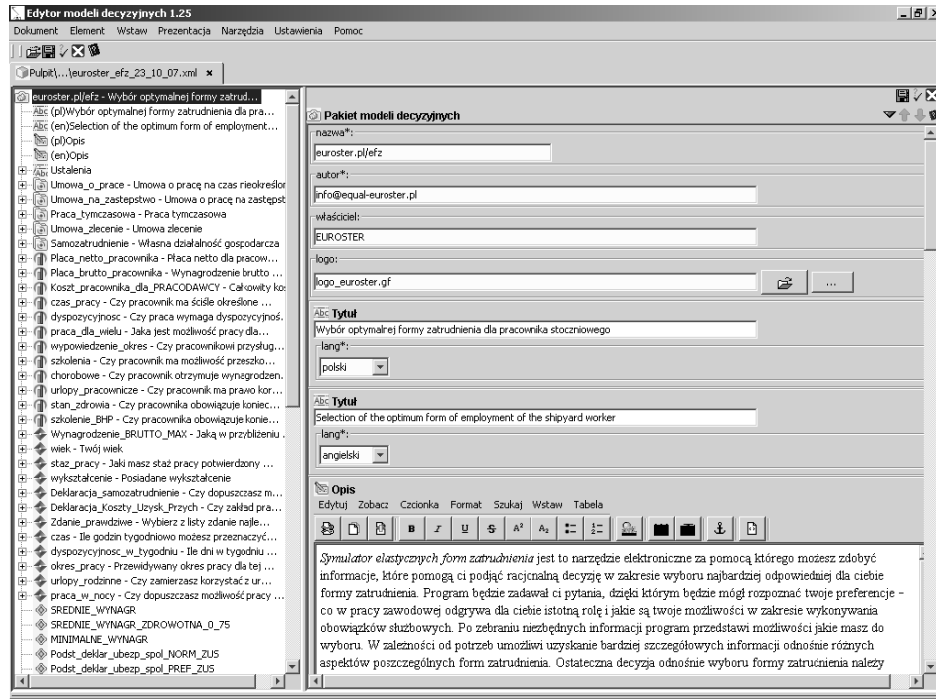 Edytor modeli decyzyjnych 1.25
Dokument Element Wstaw Prezentacja Narzędzia Ustawienia Pomoc
Pulpit\...\euroster_efz_23_10_07.xml
euroster.pl/efz - Wybór optymalnej formy zatrud...
Abc (pl)Wybór optymalnej formy zatrudnienia dla pra...
Abc (en)Selection of the optimum form of employment...
(pl)Opis
(en)Opis
Ustalenia
Umowa_o_prace - Umowa o pracę na czas nieokreślor
Umowa_na_zastepstwo - Umowa o pracę na zastępst
Praca_tymczasowa - Praca tymczasowa
Umowa_zlecenie - Umowa zlecenie
Samozatrudnienie - Własna działalność gospodarcza
Placa_netto_pracownika - Płaca netto dla pracow...
Placa_brutto_pracownika - Wynagrodzenie brutto ...
Koszt_pracownika_dla_PRACODAWCY - Całkowity ko:
czas_pracy - Czy pracownik ma ściśle określone ...
dyspozycyjnosc - Czy praca wymaga dyspozycyjnoś.
praca_dla_wielu - Jaka jest możliwość pracy dla...
wypowiedzenie_okres - Czy pracownikowi przysług...
szkolenia - Czy pracownik ma możliwość przeszko...
chorobowe - Czy pracownik otrzymuje wynagrodzen.
urlopy_pracownicze - Czy pracownik ma prawo kor...
stan_zdrowia - Czy pracownika obowiązuje koniec...
szkolenie_BHP - Czy pracownika obowiązuje konie...
Wynagrodzenie_BRUTTO_MAX - Jaką w przybliżeniu .
wiek - Twój wiek
staz_pracy - Jaki masz staż pracy potwierdzony ...
wykształcenie - Posiadane wykształcenie
Deklaracja_samozatrudnienie - Czy dopuszczasz m...
Deklaracja_Koszty_Uzysk_Przych - Czy zakład pra...
Zdanie_prawdziwe - Wybierz z listy zdanie najle...
czas - Ile godzin tygodniowo możesz przeznaczyć...
dyspozycyjnosc_w_tygodniu - Ile dni w tygodniu ...
okres_pracy - Przewidywany okres pracy dla tej ...
urlopy_rodzinne - Czy zamierzasz korzystać z ur...
praca_w_nocy - Czy dopuszczasz możliwość pracy ...
SREDNIE_WYNAGR
SREDNIE_WYNAGR_ZDROWOTNA_0_75
MINIMALNE_WYNAGR
Podst_deklar_ubezp_spol_NORM_ZUS
Podst_deklar_ubezp_spol_PREF_ZUS
Pakiet modeli decyzyjnych
nazwa*:
euroster.pl/efz
autor*:
info@equal-euroster.pl
właściciel:
EUROSTER
logo:
logo_euroster.gf
...
Abc Tytuł
Wybór optymalnej formy zatrudnienia dla pracownika stoczniowego
lang*:
polski
Abc Tytuł
Selection of the optimum form of employment of the shipyard worker
lang*:
angielski
Opis
Edytuj Zobacz Czcionka Format Szukaj Wstaw Tabela
B I U S A² A₂
Symulator elastycznych form zatrudnienia jest to narzędzie elektroniczne za pomocą którego możesz zdobyć
informacje, które pomogą ci podjąć racjonalną decyzję w zakresie wyboru najbardziej odpowiedniej dla ciebie
formy zatrudnienia. Program będzie zadawał ci pytania, dzięki którym będzie mógł rozpoznać twoje preferencje –
co w pracy zawodowej odgrywa dla ciebie istotną rolę i jakie są twoje możliwości w zakresie wykonywania
obowiązków służbowych. Po zebraniu niezbędnych informacji program przedstawi możliwości jakie masz do
wyboru. W zależności od potrzeb umożliwi uzyskanie bardziej szczegółowych informacji odnośnie różnych
aspektów poszczególnych form zatrudnienia. Ostateczna decyzja odnośnie wyboru formy zatrudnienia należy